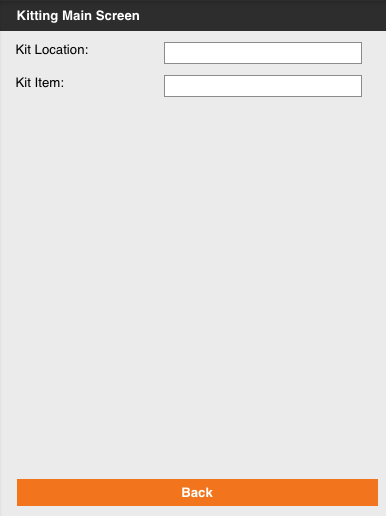 Kitting Main Screen
Kit Location:
Kit Item:
Back